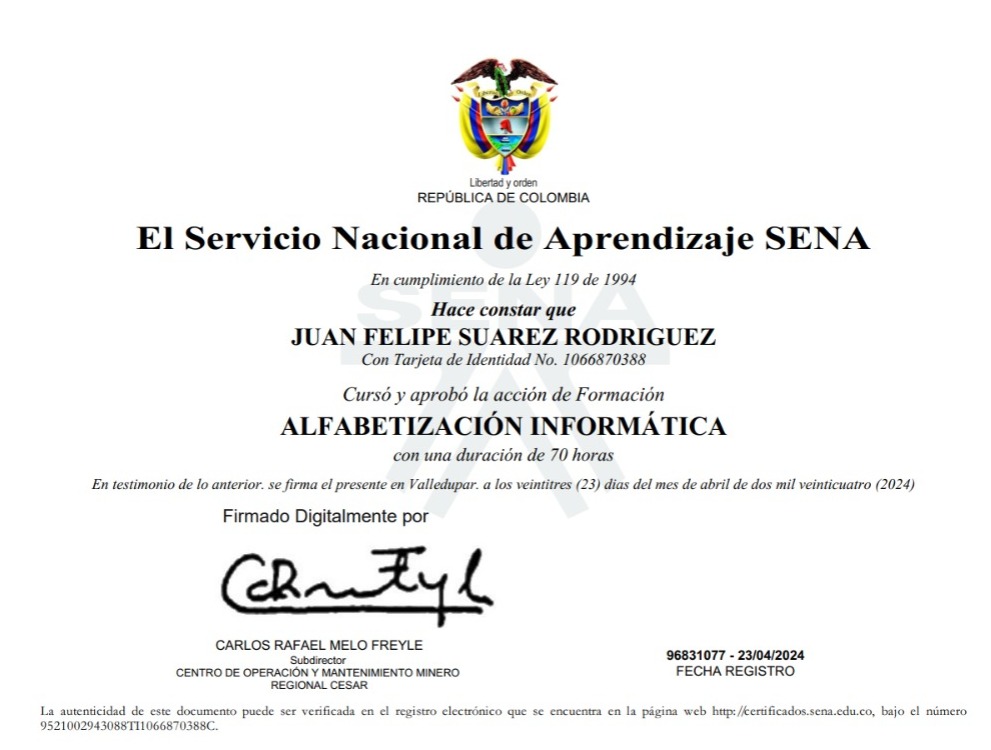 Libertad y orden
REPÚBLICA DE COLOMBIA
El Servicio Nacional de Aprendizaje SENA
En cumplimiento de la Ley 119 de 1994
SENA
Hace constar que
JUAN FELIPE SUAREZ RODRIGUEZ
Con Tarjeta de Identidad No. 1066870388
Cursó y aprobó la acción de Formación
ALFABETIZACIÓN INFORMÁTICA
con una duración de 70 horas
En testimonio de lo anterior. se firma el presente en Valledupar. a los veintitres (23) dias del mes de abril de dos mil veinticuatro (2024)
Firmado Digitalmente por
CARLOS RAFAEL MELO FREYLE
Subdirector
CENTRO DE OPERACIÓN Y MANTENIMIENTO MINERO
REGIONAL CESAR
96831077 - 23/04/2024
FECHA REGISTRO
La autenticidad de este documento puede ser verificada en el registro electrónico que se encuentra en la página web http://certificados.sena.edu.co, bajo el número
9521002943088TI1066870388C.